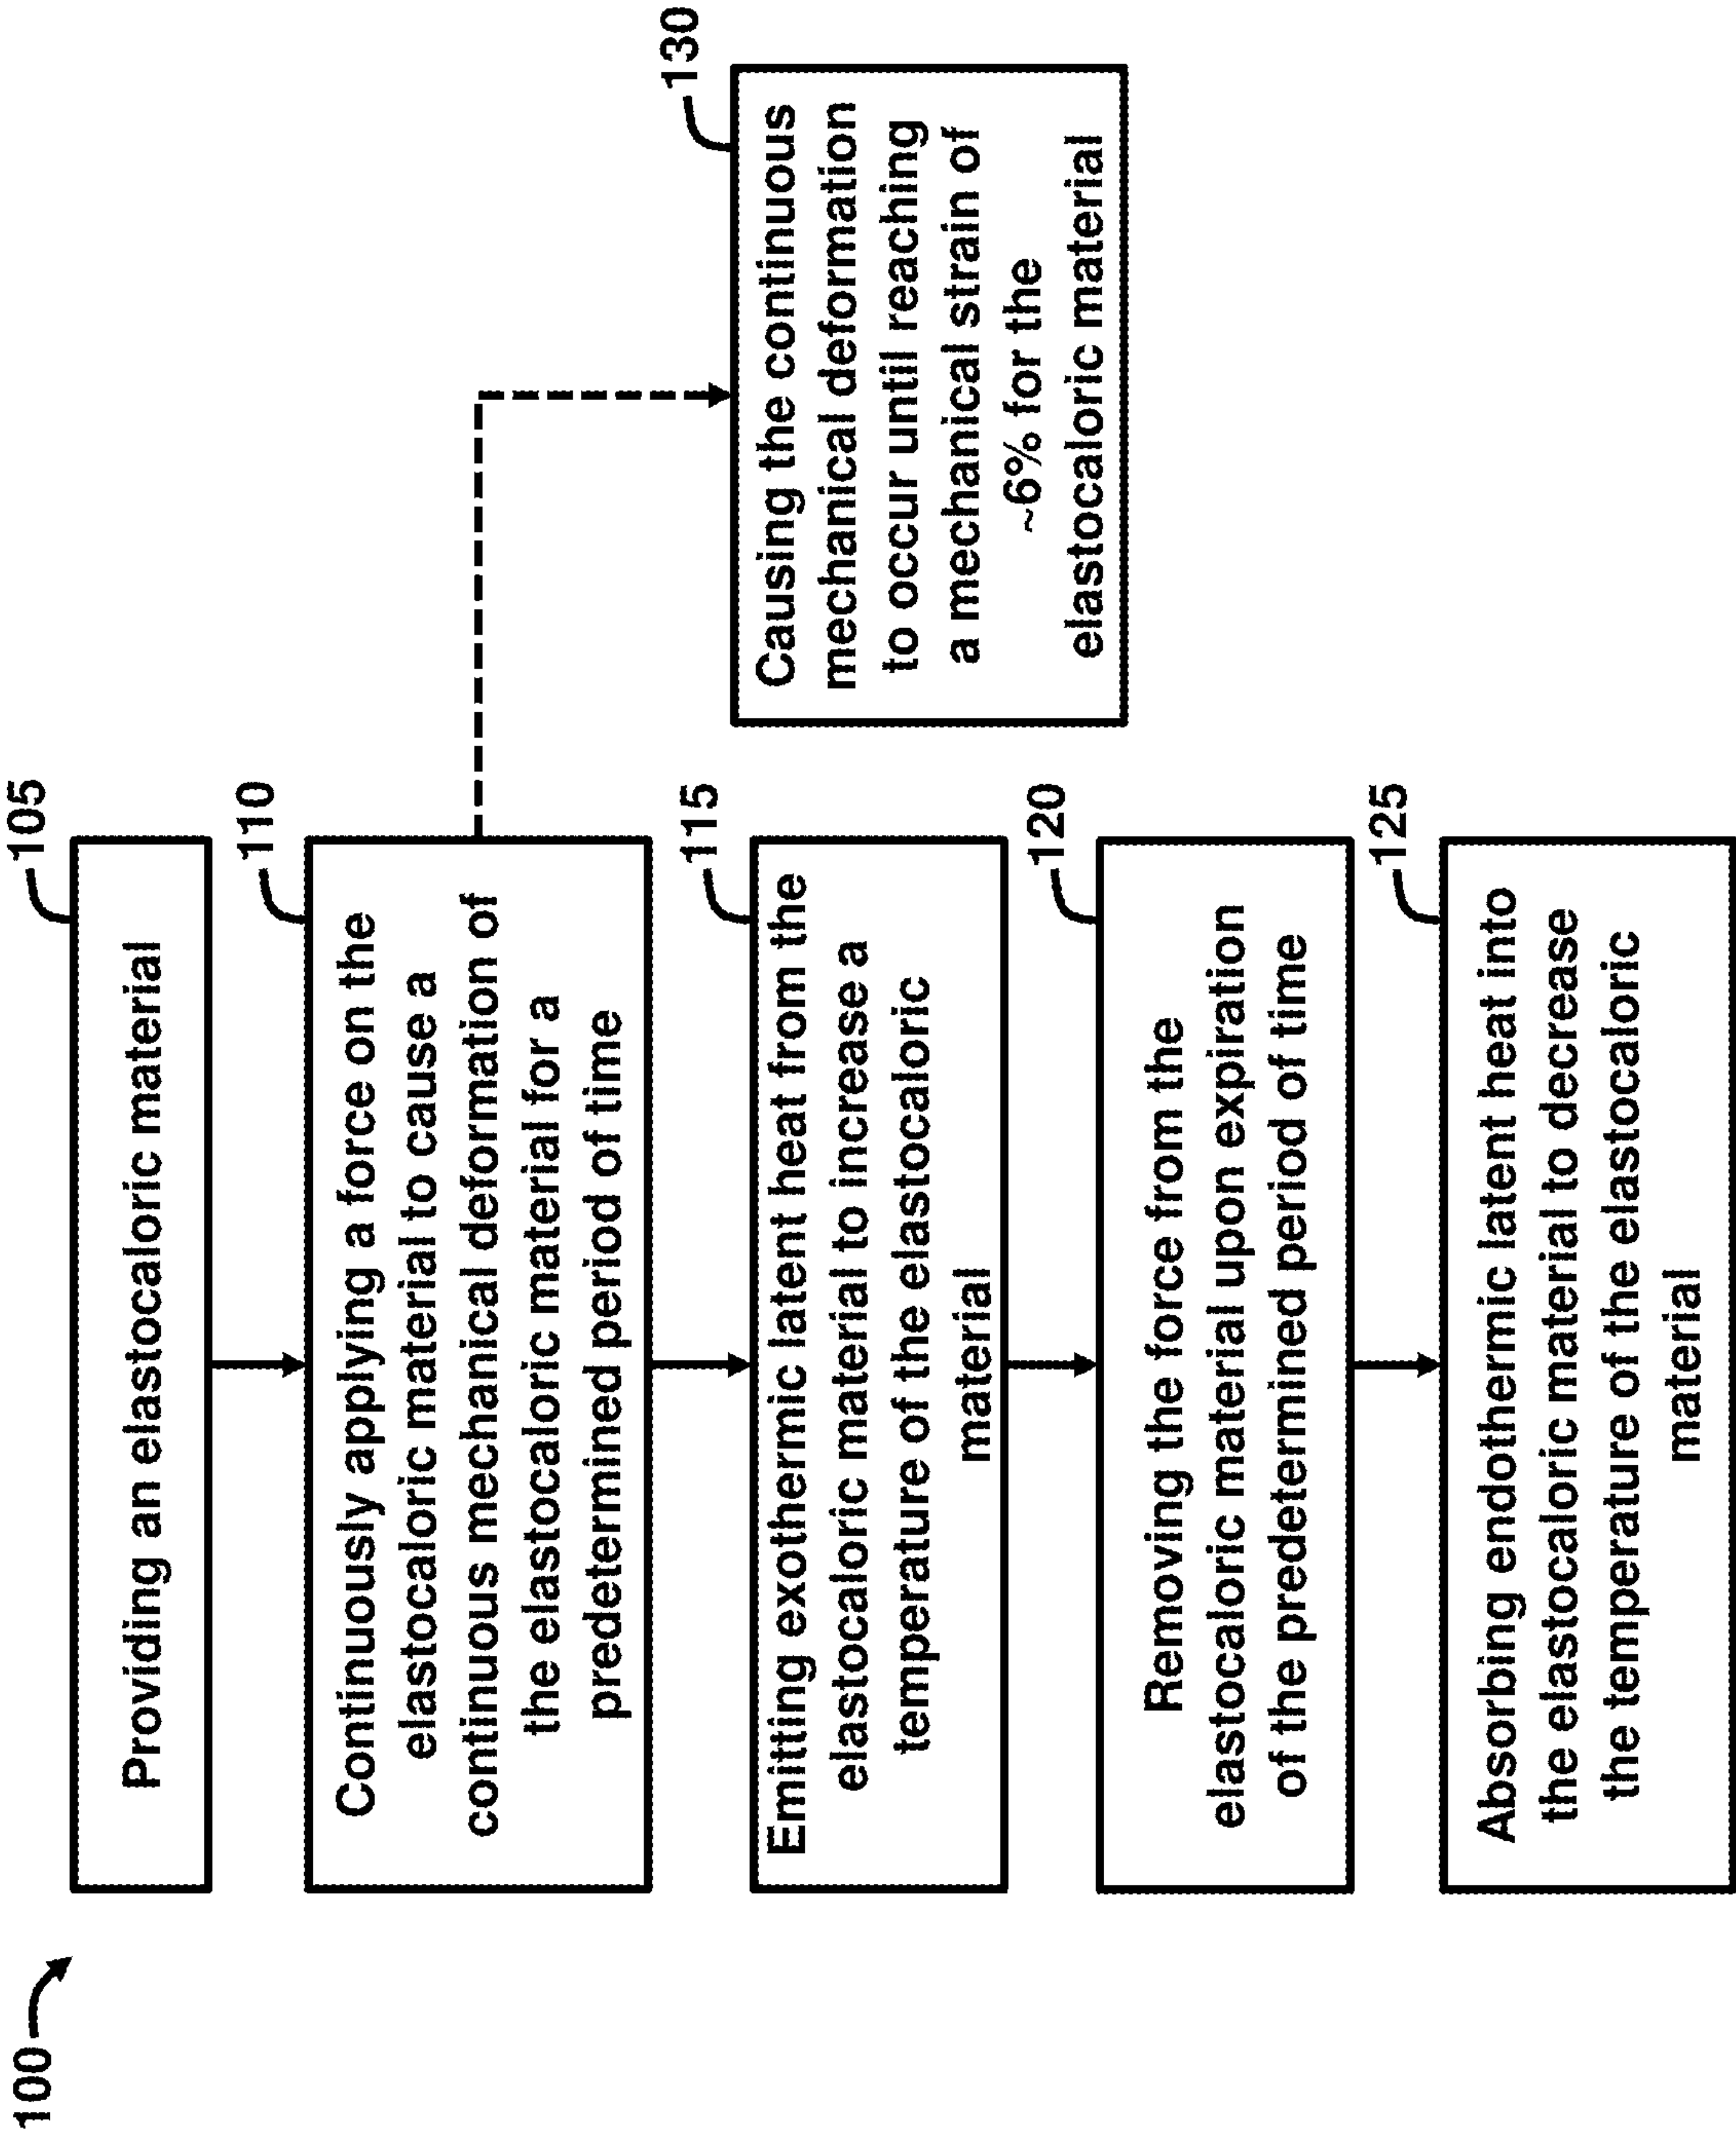 100
105
Providing an elastocaloric material
110
Continuously applying a force on the
elastocaloric material to cause a
continuous mechanical deformation of
the elastocaloric material for a
predetermined period of time
130
Causing the continuous
mechanical deformation
to occur until reaching
a mechanical strain of
~6% for the
elastocaloric material
115
Emitting exothermic latent heat from the
elastocaloric material to increase a
temperature of the elastocaloric
material
120
Removing the force from the
elastocaloric material upon expiration
of the predetermined period of time
125
Absorbing endothermic latent heat into
the elastocaloric material to decrease
the temperature of the elastocaloric
material